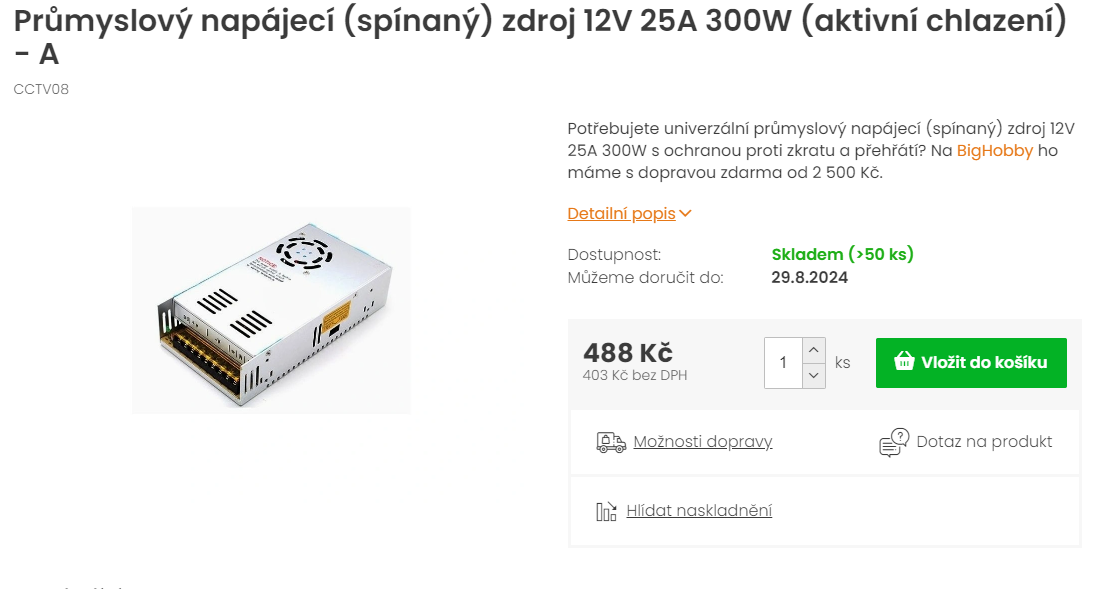 Průmyslový napájecí (spínaný) zdroj 12V 25A 300W (aktivní chlazení)
- A
CCTV08
Potřebujete univerzální průmyslový napájecí (spínaný) zdroj 12V
25A 300W s ochranou proti zkratu a přehřátí? Na BigHobby ho
máme s dopravou zdarma od 2 500 Kč.
Detailní popis
Dostupnost: Skladem (>50 ks)
Můžeme doručit do: 29.8.2024
488 Kč
403 Kč bez DPH
1 ks
Vložit do košíku
Možnosti dopravy
Dotaz na produkt
Hlídat naskladnění